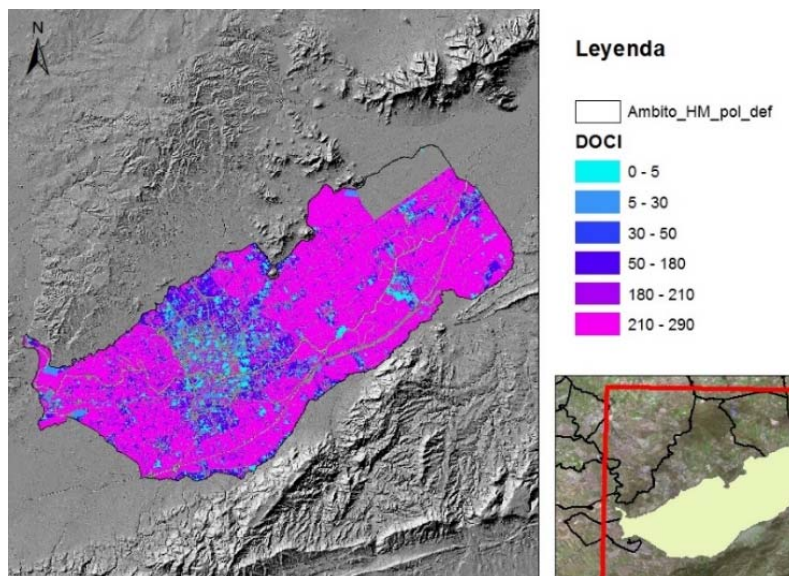 N
Leyenda
Ambito_HM_pol_def
DOCI
0 - 5
5 - 30
30 - 50
50 - 180
180 - 210
210 - 290